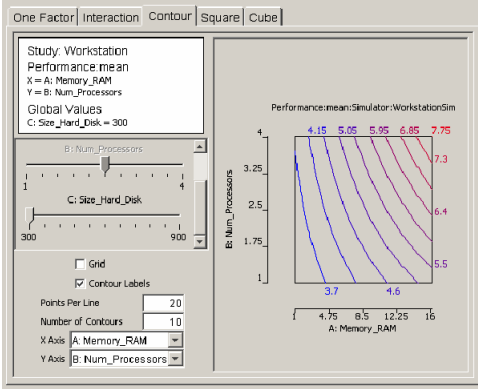 One Factor Interaction Contour Square Cube
Study: Workstation
Performance:mean
X = A: Memory_RAM
Y = B: Num_Processors
Global Values
C: Size_Hard_Disk = 300
B: Num_Processors
1 4
C: Size_Hard_Disk
300 900
Grid
Contour Labels
Points Per Line 20
Number of Contours 10
X Axis A: Memory_RAM
Y Axis B: Num_Processors
Performance:mean:Simulator:WorkstationSim
4.15 5.05 5.95 6.85 7.75
4
7.3
3.25
B: Num_Processors
2.5
6.4
1.75
5.5
1
3.7 4.6
1 4.75 8.5 12.25 16
A: Memory_RAM